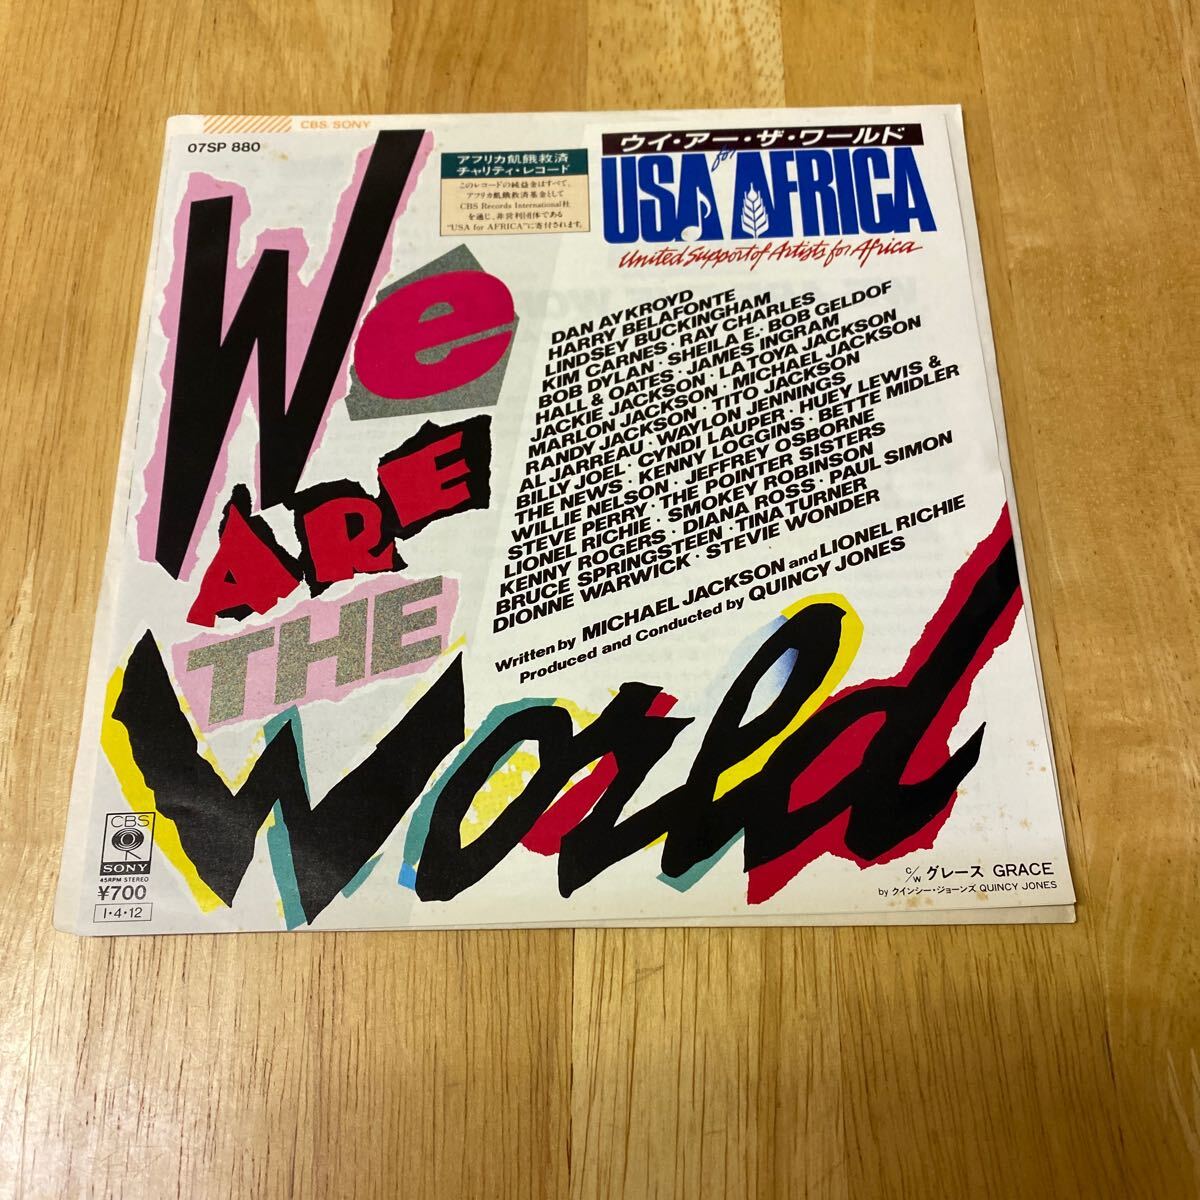 CBS/SONY
07SP 880
アフリカ飢餓救済
チャリティ・レコード
このレコードの純益金はすべて、
アフリカ飢餓救済基金として
CBS Records International社
を通じ、非営利団体である
"USA for AFRICA"に寄付されます。
ウイ・アー・ザ・ワールド
USA for AFRICA
United Support of Artists for Africa
We
ARE
THE
World
DAN AYKROYD
HARRY BELAFONTE
LINDSEY BUCKINGHAM
KIM CARNES・RAY CHARLES
BOB DYLAN・SHEILA E.・BOB GELDOF
HALL & OATES・JAMES INGRAM
JACKIE JACKSON・LA TOYA JACKSON
MARLON JACKSON・MICHAEL JACKSON
RANDY JACKSON・TITO JACKSON
AL JARREAU・WAYLON JENNINGS
BILLY JOEL・CYNDI LAUPER・HUEY LEWIS &
THE NEWS・KENNY LOGGINS・BETTE MIDLER
WILLIE NELSON・JEFFREY OSBORNE
STEVE PERRY・THE POINTER SISTERS
LIONEL RICHIE・SMOKEY ROBINSON
KENNY ROGERS・DIANA ROSS・PAUL SIMON
BRUCE SPRINGSTEEN・TINA TURNER
DIONNE WARWICK・STEVIE WONDER
Written by MICHAEL JACKSON and LIONEL RICHIE
Produced and Conducted by QUINCY JONES
CBS
SONY
45RPM STEREO
¥700
I・4・12
c/w グレース GRACE
by クインシー・ジョーンズ QUINCY JONES